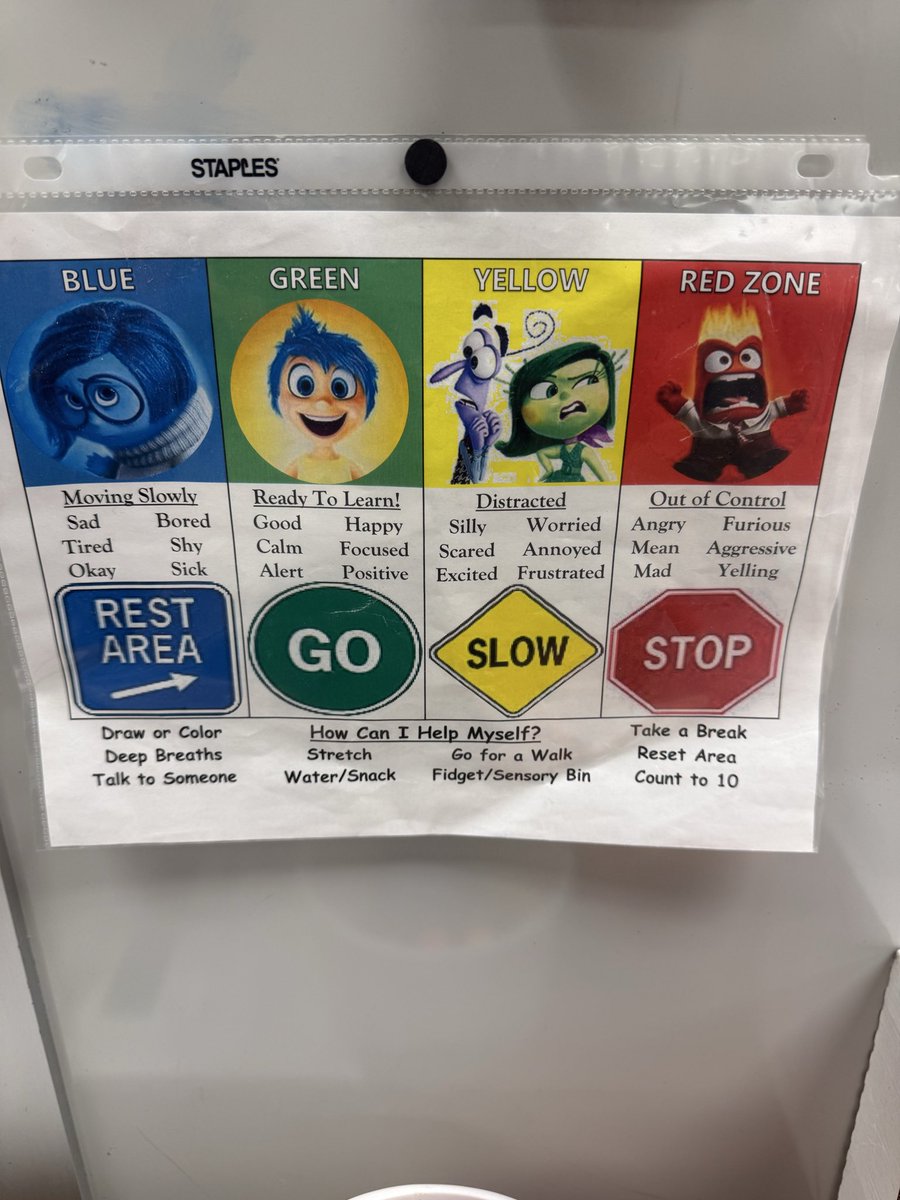 STAPLES
BLUE
GREEN
YELLOW
RED ZONE
Moving Slowly
Sad Bored
Tired Shy
Okay Sick
Ready To Learn!
Good Happy
Calm Focused
Alert Positive
Distracted
Silly Worried
Scared Annoyed
Excited Frustrated
Out of Control
Angry Furious
Mean Aggressive
Mad Yelling
REST
AREA
GO
SLOW
STOP
How Can I Help Myself?
Draw or Color
Deep Breaths
Talk to Someone
Stretch
Water/Snack
Go for a Walk
Fidget/Sensory Bin
Take a Break
Reset Area
Count to 10